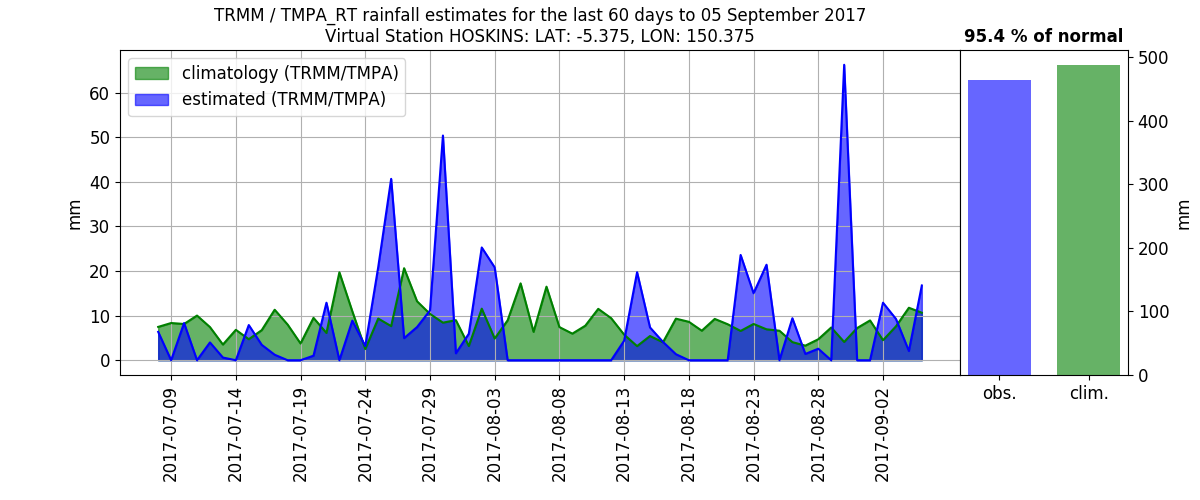 TRMM / TMPA_RT rainfall estimates for the last 60 days to 05 September 2017
Virtual Station HOSKINS: LAT: -5.375, LON: 150.375
95.4 % of normal
climatology (TRMM/TMPA)
estimated (TRMM/TMPA)
60
50
40
30
20
10
0
mm
2017-07-09
2017-07-14
2017-07-19
2017-07-24
2017-07-29
2017-08-03
2017-08-08
2017-08-13
2017-08-18
2017-08-23
2017-08-28
2017-09-02
500
400
300
200
100
0
mm
obs.
clim.